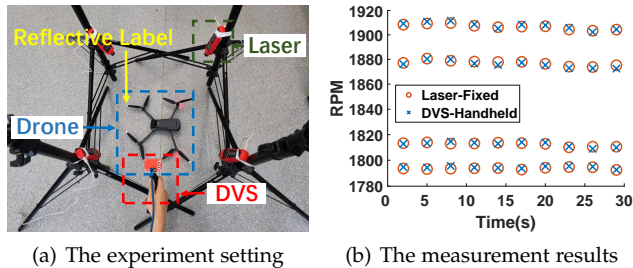 Reflective Label
Laser
Drone
DVS
(a) The experiment setting
RPM
1920
1900
1880
1860
1840
1820
1800
1780
Laser-Fixed
DVS-Handheld
0 5 10 15 20 25 30
Time(s)
(b) The measurement results